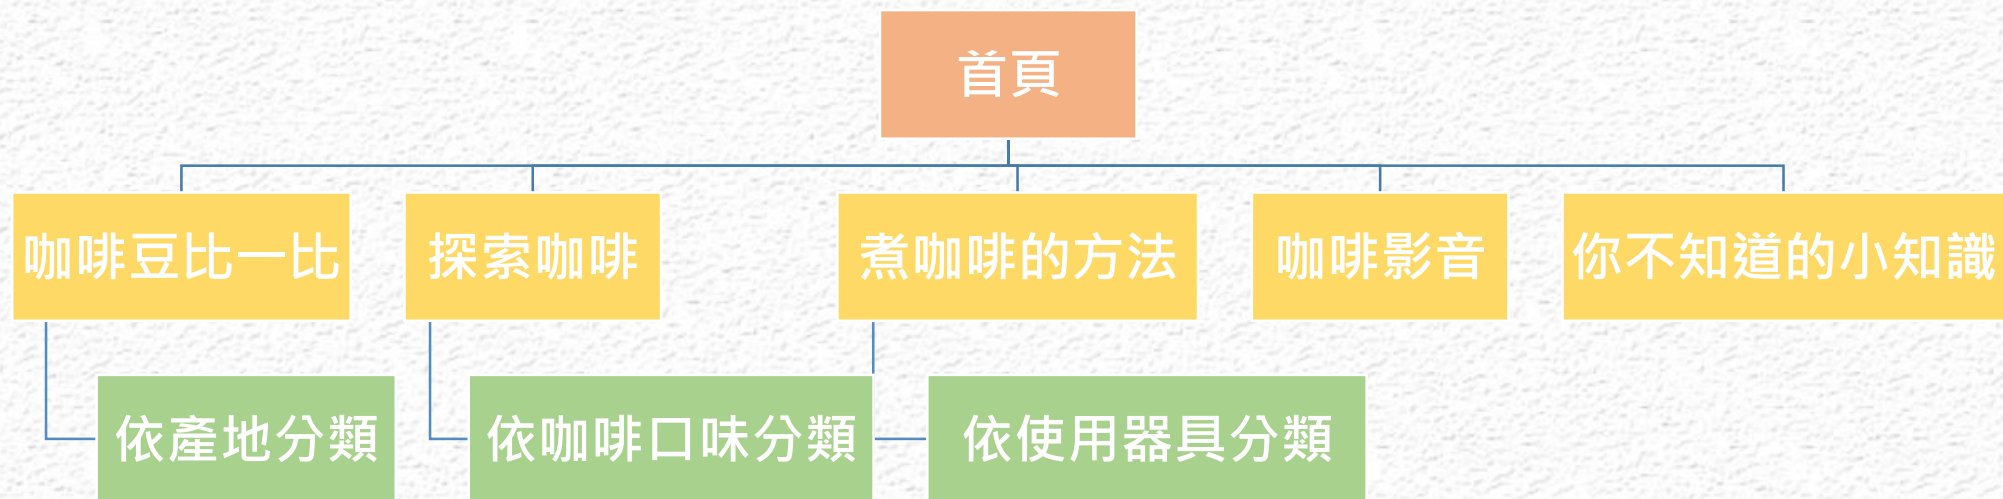 首頁
咖啡豆比一比
探索咖啡
煮咖啡的方法
咖啡影音
你不知道的小知識
依產地分類
依咖啡口味分類
依使用器具分類